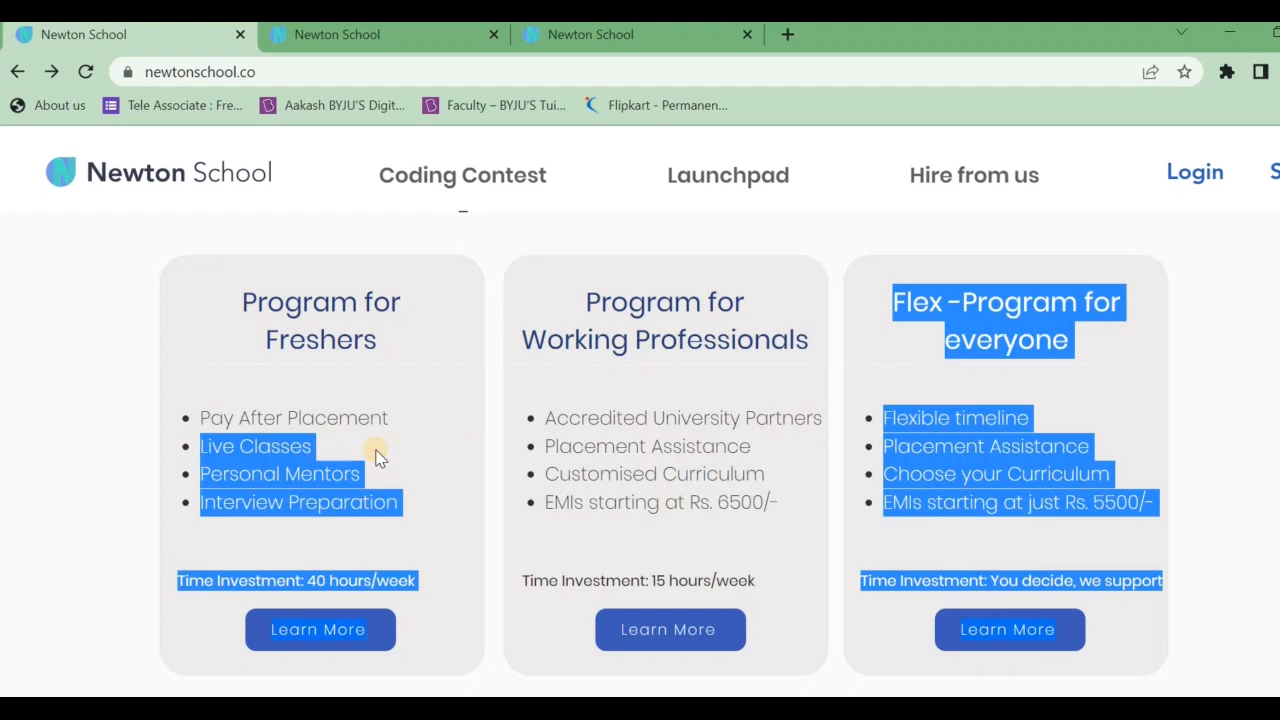 Newton School
Newton School
Newton School
newtonschool.co
About us
Tele Associate : Fre...
Aakash BYJU'S Digit...
Faculty – BYJU'S Tui...
Flipkart - Permanen...
Newton School
Coding Contest
Launchpad
Hire from us
Login
S
Program for
Freshers
Pay After Placement
Live Classes
Personal Mentors
Interview Preparation
Time Investment: 40 hours/week
Learn More
Program for
Working Professionals
Accredited University Partners
Placement Assistance
Customised Curriculum
EMIs starting at Rs. 6500/-
Time Investment: 15 hours/week
Learn More
Flex -Program for
everyone
Flexible timeline
Placement Assistance
Choose your Curriculum
EMIs starting at just Rs. 5500/-
Time Investment: You decide, we support
Learn More